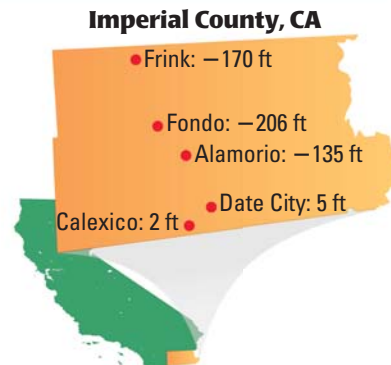 Imperial County, CA
Frink: −170 ft
Fondo: −206 ft
Alamorio: −135 ft
Date City: 5 ft
Calexico: 2 ft